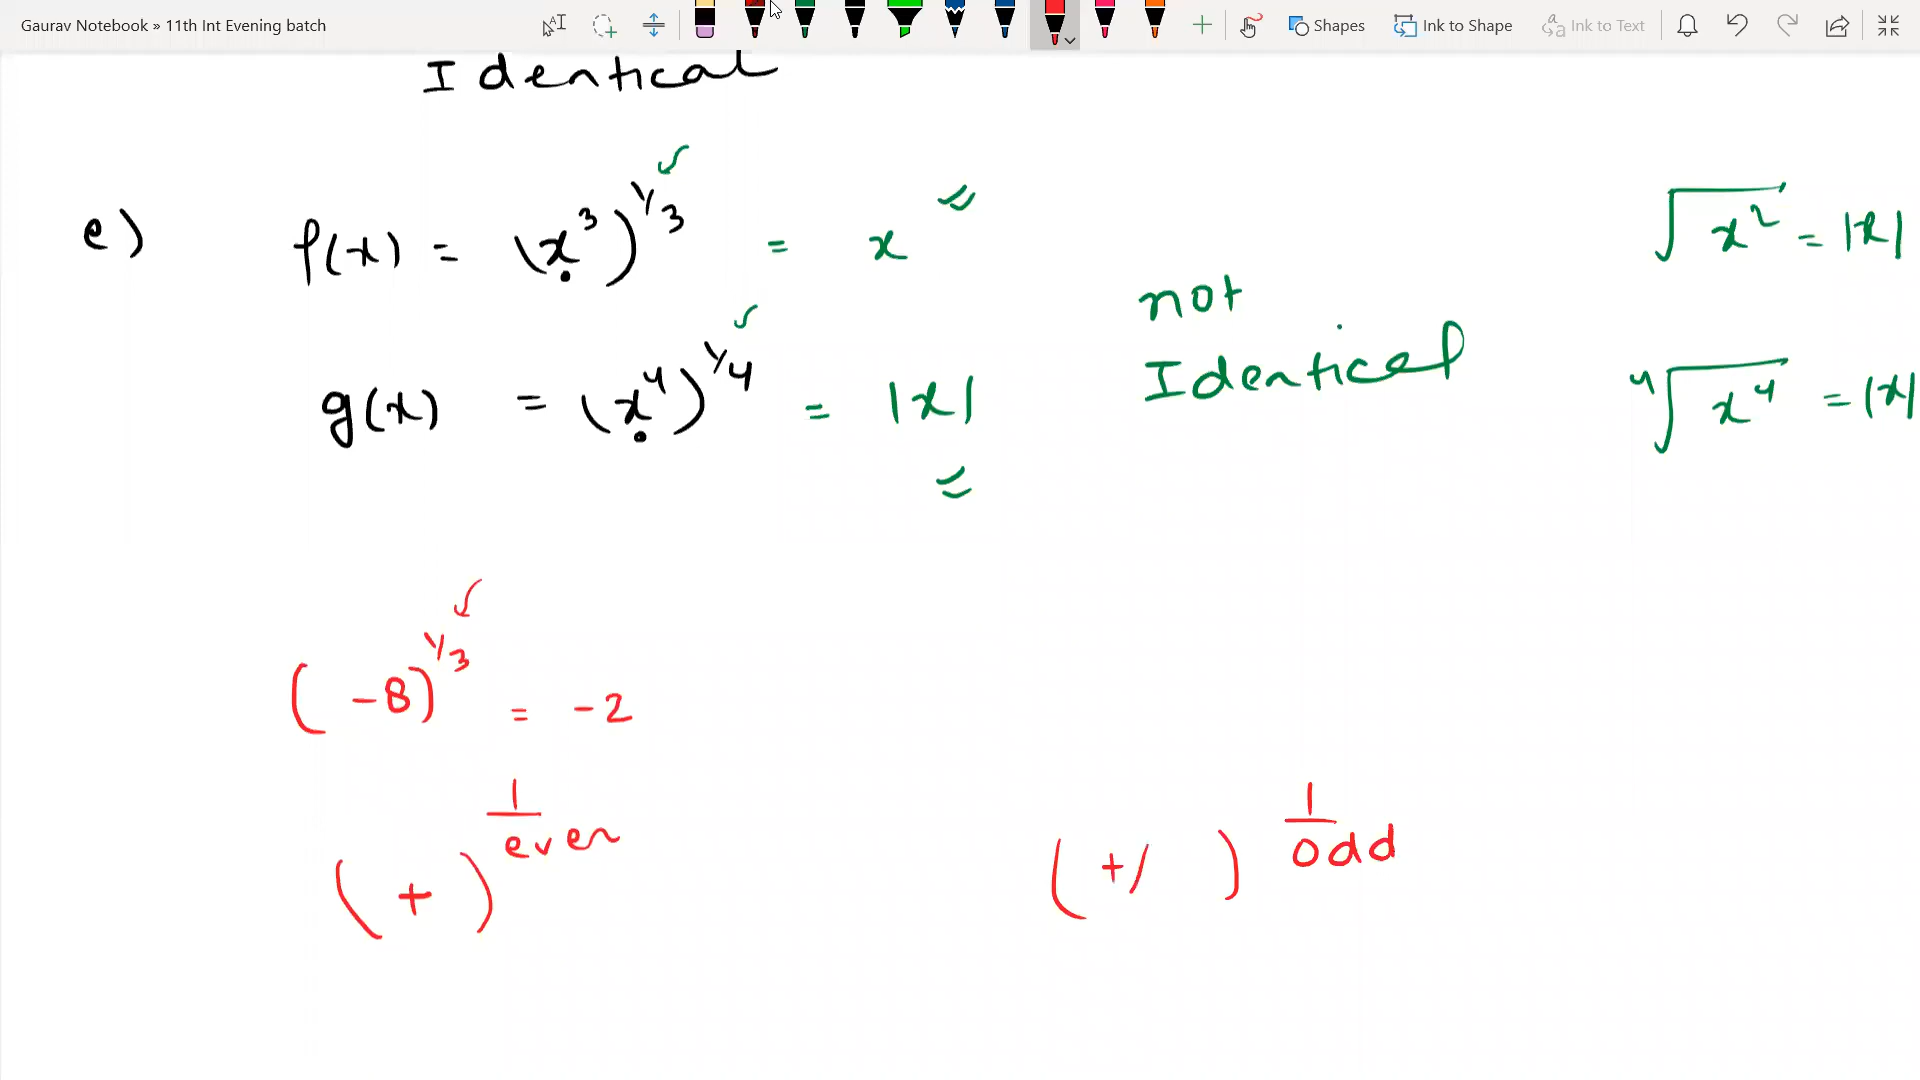 Gaurav Notebook » 11th Int Evening batch
Shapes
Ink to Shape
Ink to Text
Identical
e) f(x) = (x³)^1/3 = x
√x² = |x|
not
Identical
g(x) = (x⁴)^1/4 = |x|
⁴√x⁴ = |x|
(-8)^1/3 = -2
( + )^1/even
( +/ )^1/odd